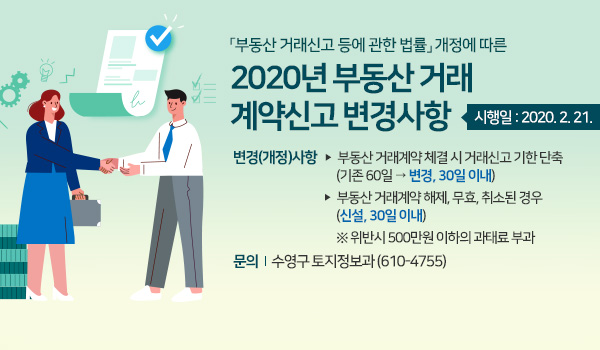 「부동산 거래신고 등에 관한 법률」 개정에 따른
2020년 부동산 거래
계약신고 변경사항
시행일 : 2020. 2. 21.
변경(개정)사항 ▶ 부동산 거래계약 체결 시 거래신고 기한 단축
(기존 60일 → 변경, 30일 이내)
▶ 부동산 거래계약 해제, 무효, 취소된 경우
(신설, 30일 이내)
※ 위반시 500만원 이하의 과태료 부과
문의 ㅣ 수영구 토지정보과 (610-4755)